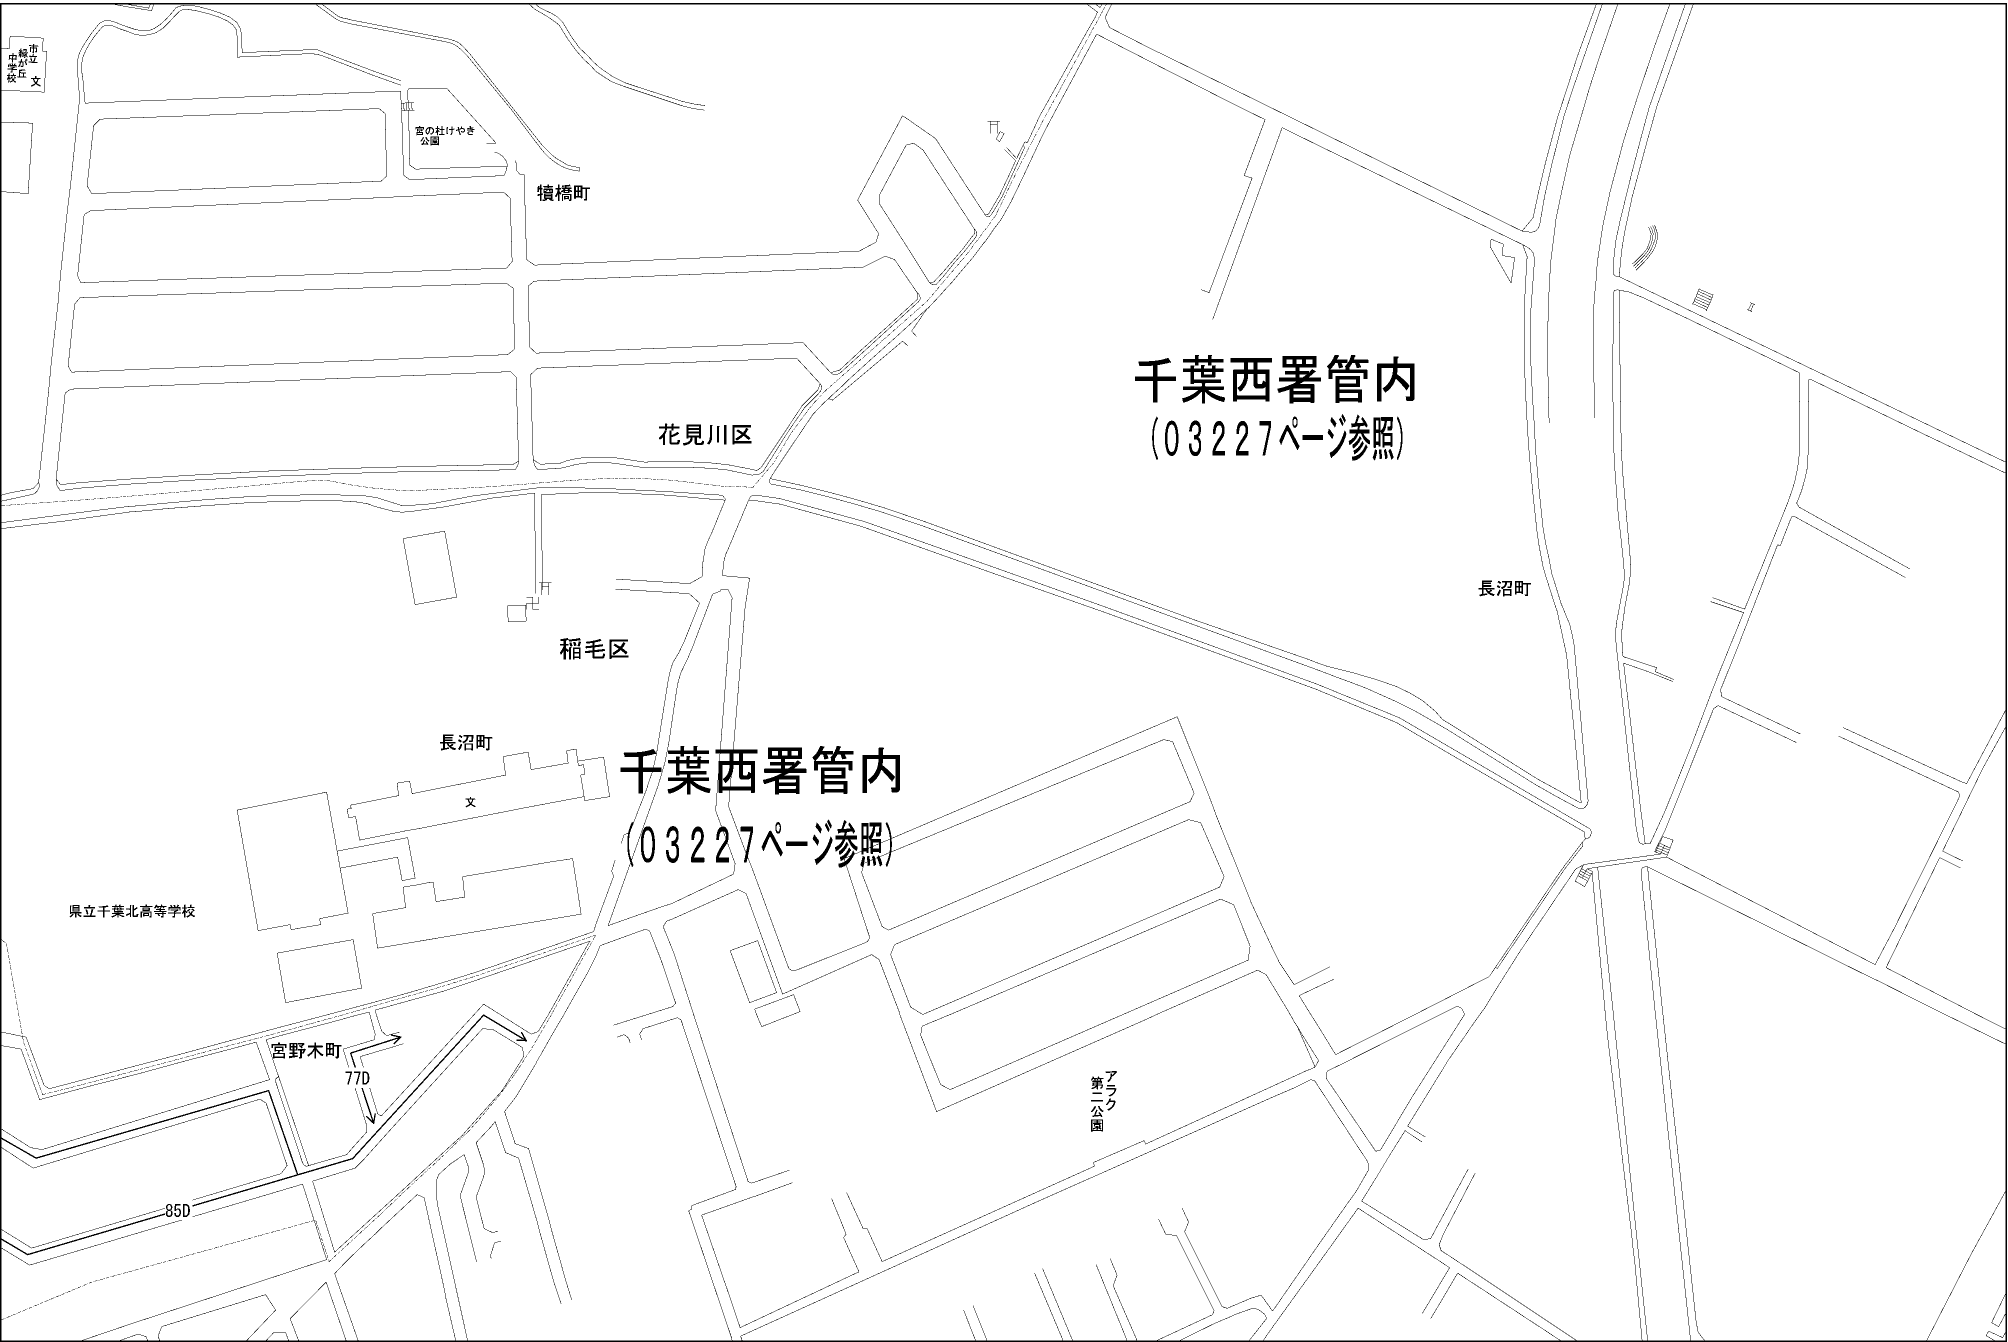 市立
緑が丘
中学校
文
宮の杜けやき
公園
犢橋町
千葉西署管内
(03227ページ参照)
花見川区
長沼町
稲毛区
長沼町
千葉西署管内
(03227ページ参照)
文
県立千葉北高等学校
宮野木町
77D
アラク
第二公園
85D